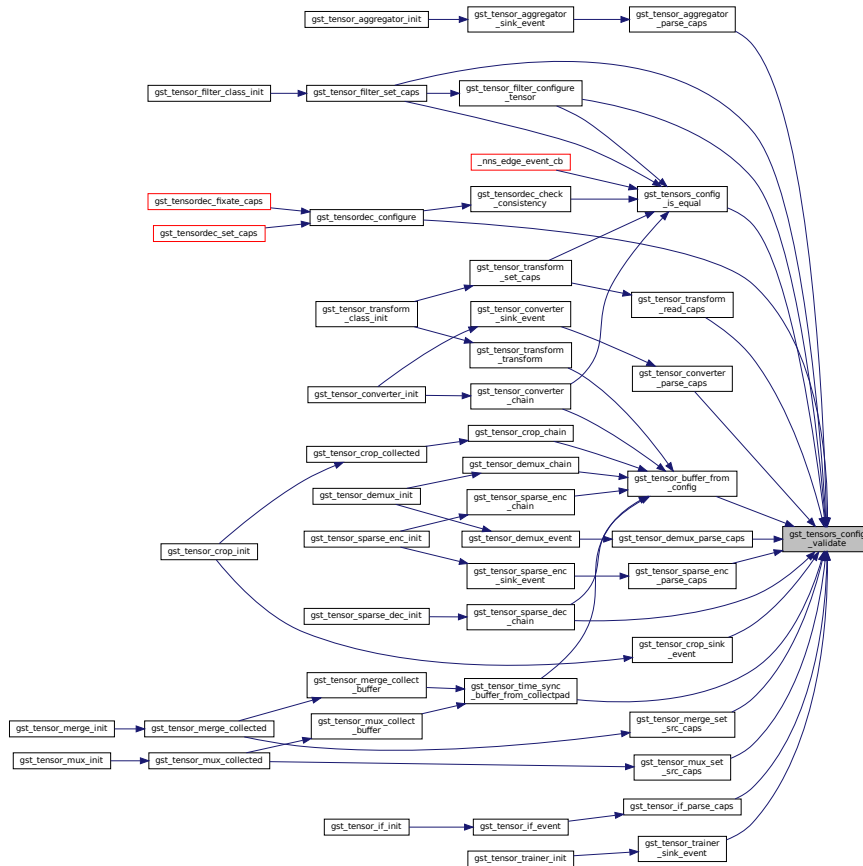 gst_tensor_aggregator_init
gst_tensor_aggregator
_sink_event
gst_tensor_aggregator
_parse_caps
gst_tensor_filter_class_init
gst_tensor_filter_set_caps
gst_tensor_filter_configure
_tensor
_nns_edge_event_cb
gst_tensordec_fixate_caps
gst_tensordec_set_caps
gst_tensordec_configure
gst_tensordec_check
_consistency
gst_tensors_config
_is_equal
gst_tensor_transform
_set_caps
gst_tensor_transform
_read_caps
gst_tensor_transform
_class_init
gst_tensor_converter
_sink_event
gst_tensor_transform
_transform
gst_tensor_converter
_parse_caps
gst_tensor_converter_init
gst_tensor_converter
_chain
gst_tensor_crop_chain
gst_tensor_crop_collected
gst_tensor_demux_chain
gst_tensor_buffer_from
_config
gst_tensor_demux_init
gst_tensor_sparse_enc
_chain
gst_tensor_sparse_enc_init
gst_tensor_demux_event
gst_tensor_demux_parse_caps
gst_tensors_config
_validate
gst_tensor_crop_init
gst_tensor_sparse_enc
_sink_event
gst_tensor_sparse_enc
_parse_caps
gst_tensor_sparse_dec_init
gst_tensor_sparse_dec
_chain
gst_tensor_crop_sink
_event
gst_tensor_merge_collect
_buffer
gst_tensor_time_sync
_buffer_from_collectpad
gst_tensor_merge_init
gst_tensor_merge_collected
gst_tensor_mux_collect
_buffer
gst_tensor_merge_set
_src_caps
gst_tensor_mux_init
gst_tensor_mux_collected
gst_tensor_mux_set
_src_caps
gst_tensor_if_parse_caps
gst_tensor_if_init
gst_tensor_if_event
gst_tensor_trainer
_sink_event
gst_tensor_trainer_init